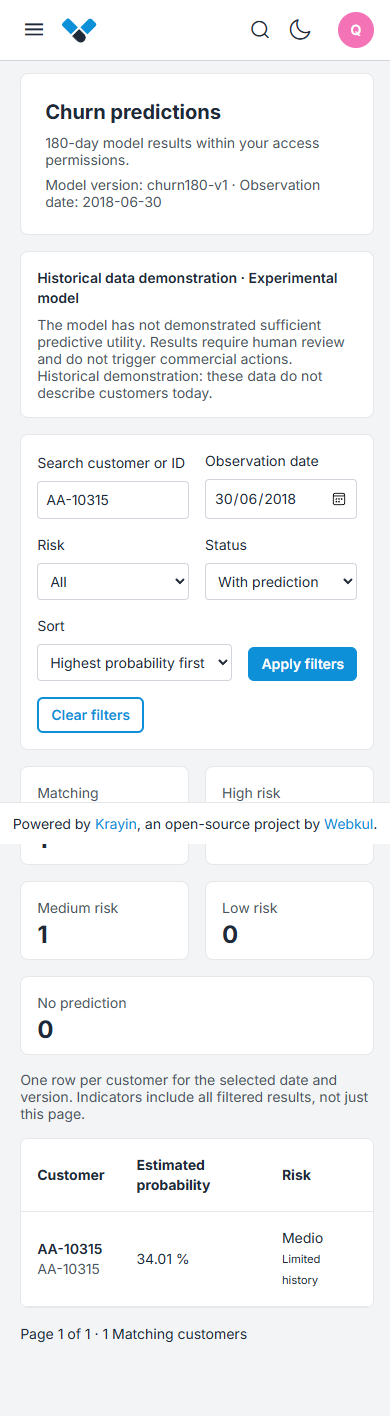 Q
Churn predictions
180-day model results within your access
permissions.
Model version: churn180-v1 · Observation
date: 2018-06-30
Historical data demonstration · Experimental
model
The model has not demonstrated sufficient
predictive utility. Results require human review
and do not trigger commercial actions.
Historical demonstration: these data do not
describe customers today.
Search customer or ID
Observation date
AA-10315
30/06/2018
Risk
Status
All
With prediction
Sort
Highest probability first
Apply filters
Clear filters
Matching
High risk
Powered by Krayin, an open-source project by Webkul.
Medium risk
Low risk
1
0
No prediction
0
One row per customer for the selected date and
version. Indicators include all filtered results, not just
this page.
Customer
Estimated
probability
Risk
AA-10315
AA-10315
34.01 %
Medio
Limited
history
Page 1 of 1 · 1 Matching customers